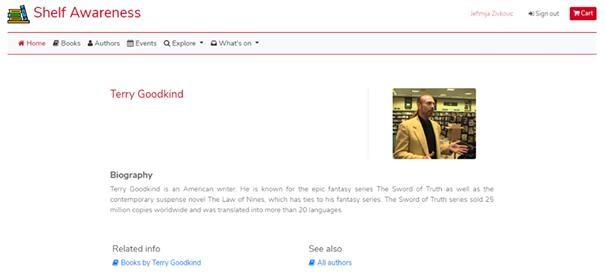 Shelf Awareness
Jefimija Zivkovic Sign out Cart
Home Books Authors Events Explore What's on
Terry Goodkind
Biography
Terry Goodkind is an American writer. He is known for the epic fantasy series The Sword of Truth as well as the
contemporary suspense novel The Law of Nines, which has ties to his fantasy series. The Sword of Truth series sold 25
million copies worldwide and was translated into more than 20 languages.
Related info
Books by Terry Goodkind
See also
All authors